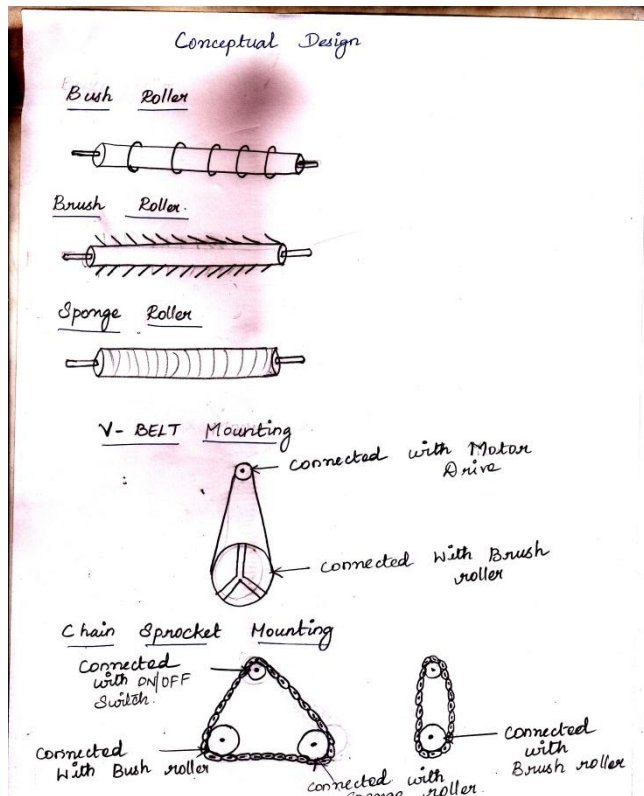 Conceptual Design
Bush Roller
Brush Roller.
Sponge Roller
V-BELT Mounting
Connected with Motor
Drive
Connected With Brush
roller
Chain Sprocket Mounting
Connected
with ON/OFF
Switch.
Connected
With Bush roller
Connected with
Sponge roller.
Connected
with
Brush roller